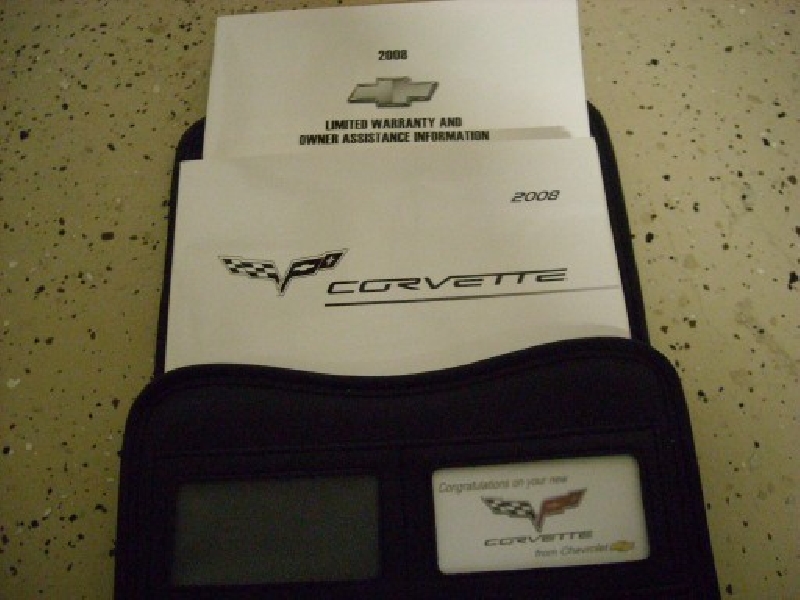 2008
LIMITED WARRANTY AND
OWNER ASSISTANCE INFORMATION
2008
CORVETTE
Congratulations on your new
CORVETTE
from Chevrolet